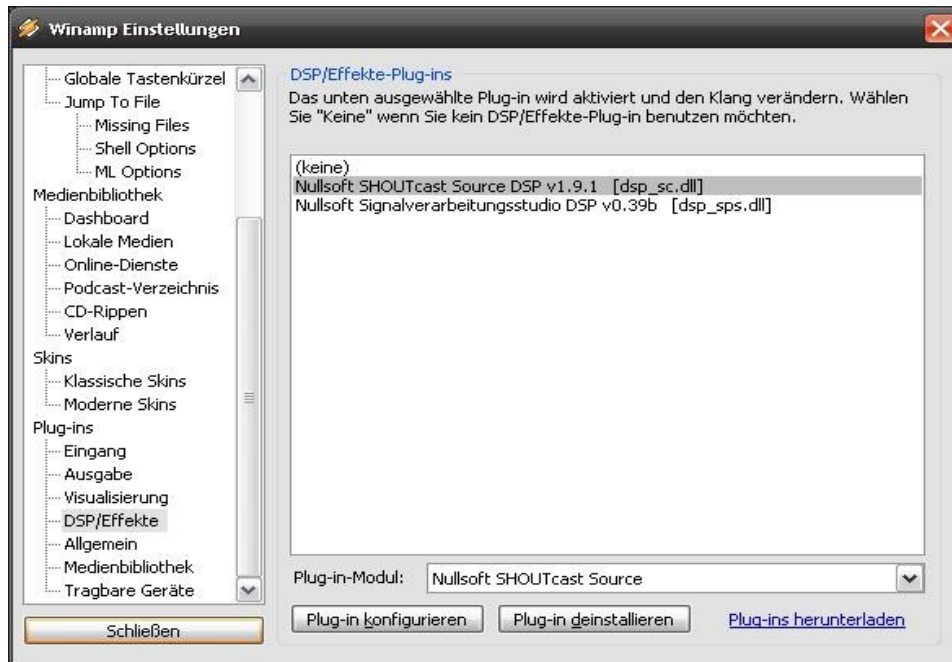 Winamp Einstellungen
Globale Tastenkürzel
Jump To File
Missing Files
Shell Options
ML Options
Medienbibliothek
Dashboard
Lokale Medien
Online-Dienste
Podcast-Verzeichnis
CD-Rippen
Verlauf
Skins
Klassische Skins
Moderne Skins
Plug-ins
Eingang
Ausgabe
Visualisierung
DSP/Effekte
Allgemein
Medienbibliothek
Tragbare Geräte
Schließen
DSP/Effekte-Plug-ins
Das unten ausgewählte Plug-in wird aktiviert und den Klang verändern. Wählen
Sie "Keine" wenn Sie kein DSP/Effekte-Plug-in benutzen möchten.
(keine)
Nullsoft SHOUTcast Source DSP v1.9.1 [dsp_sc.dll]
Nullsoft Signalverarbeitungsstudio DSP v0.39b [dsp_sps.dll]
Plug-in-Modul: Nullsoft SHOUTcast Source
Plug-in konfigurieren Plug-in deinstallieren Plug-ins herunterladen